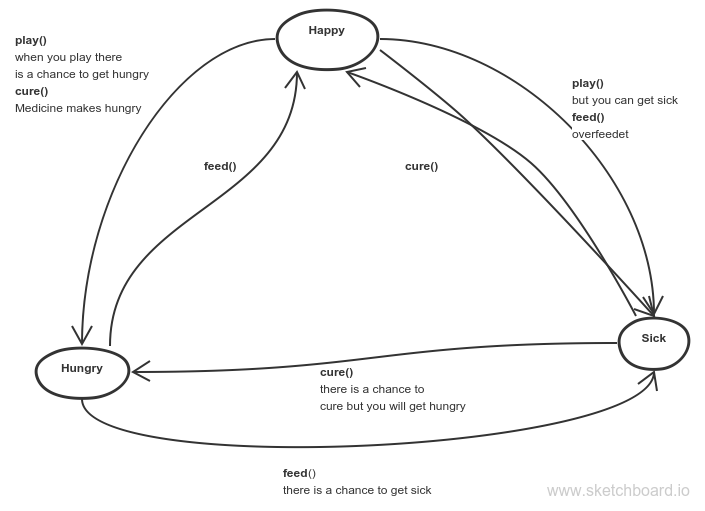 Happy
play()
when you play there
is a chance to get hungry
cure()
Medicine makes hungry
play()
but you can get sick
feed()
overfeedet
feed()
cure()
Sick
Hungry
cure()
there is a chance to
cure but you will get hungry
feed()
there is a chance to get sick
www.sketchboard.io